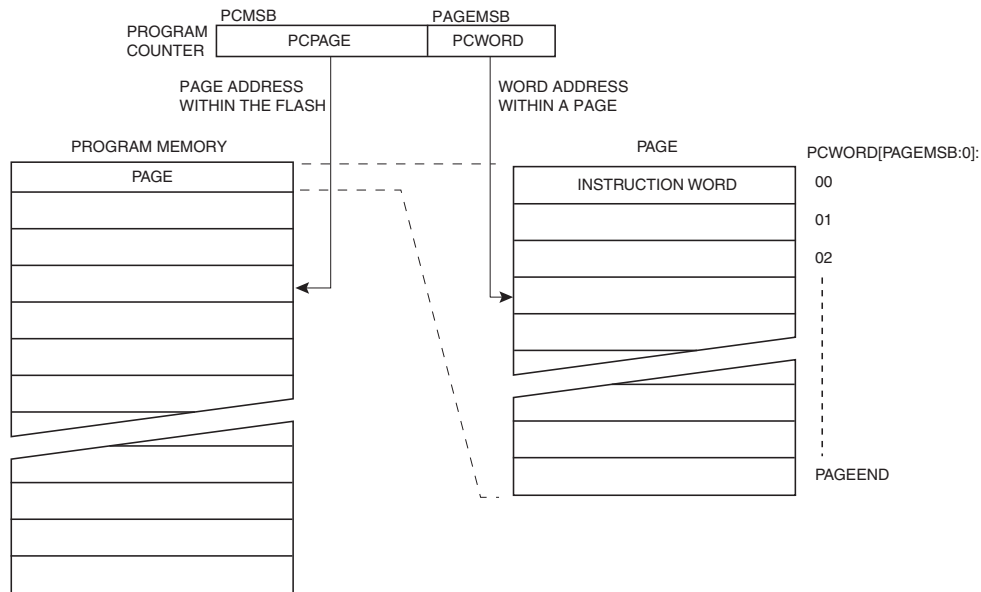 PCMSB
PAGEMSB
PROGRAM
COUNTER
PCPAGE
PCWORD
PAGE ADDRESS
WITHIN THE FLASH
WORD ADDRESS
WITHIN A PAGE
PROGRAM MEMORY
PAGE
PAGE
INSTRUCTION WORD
PCWORD[PAGEMSB:0]:
00
01
02
PAGEEND